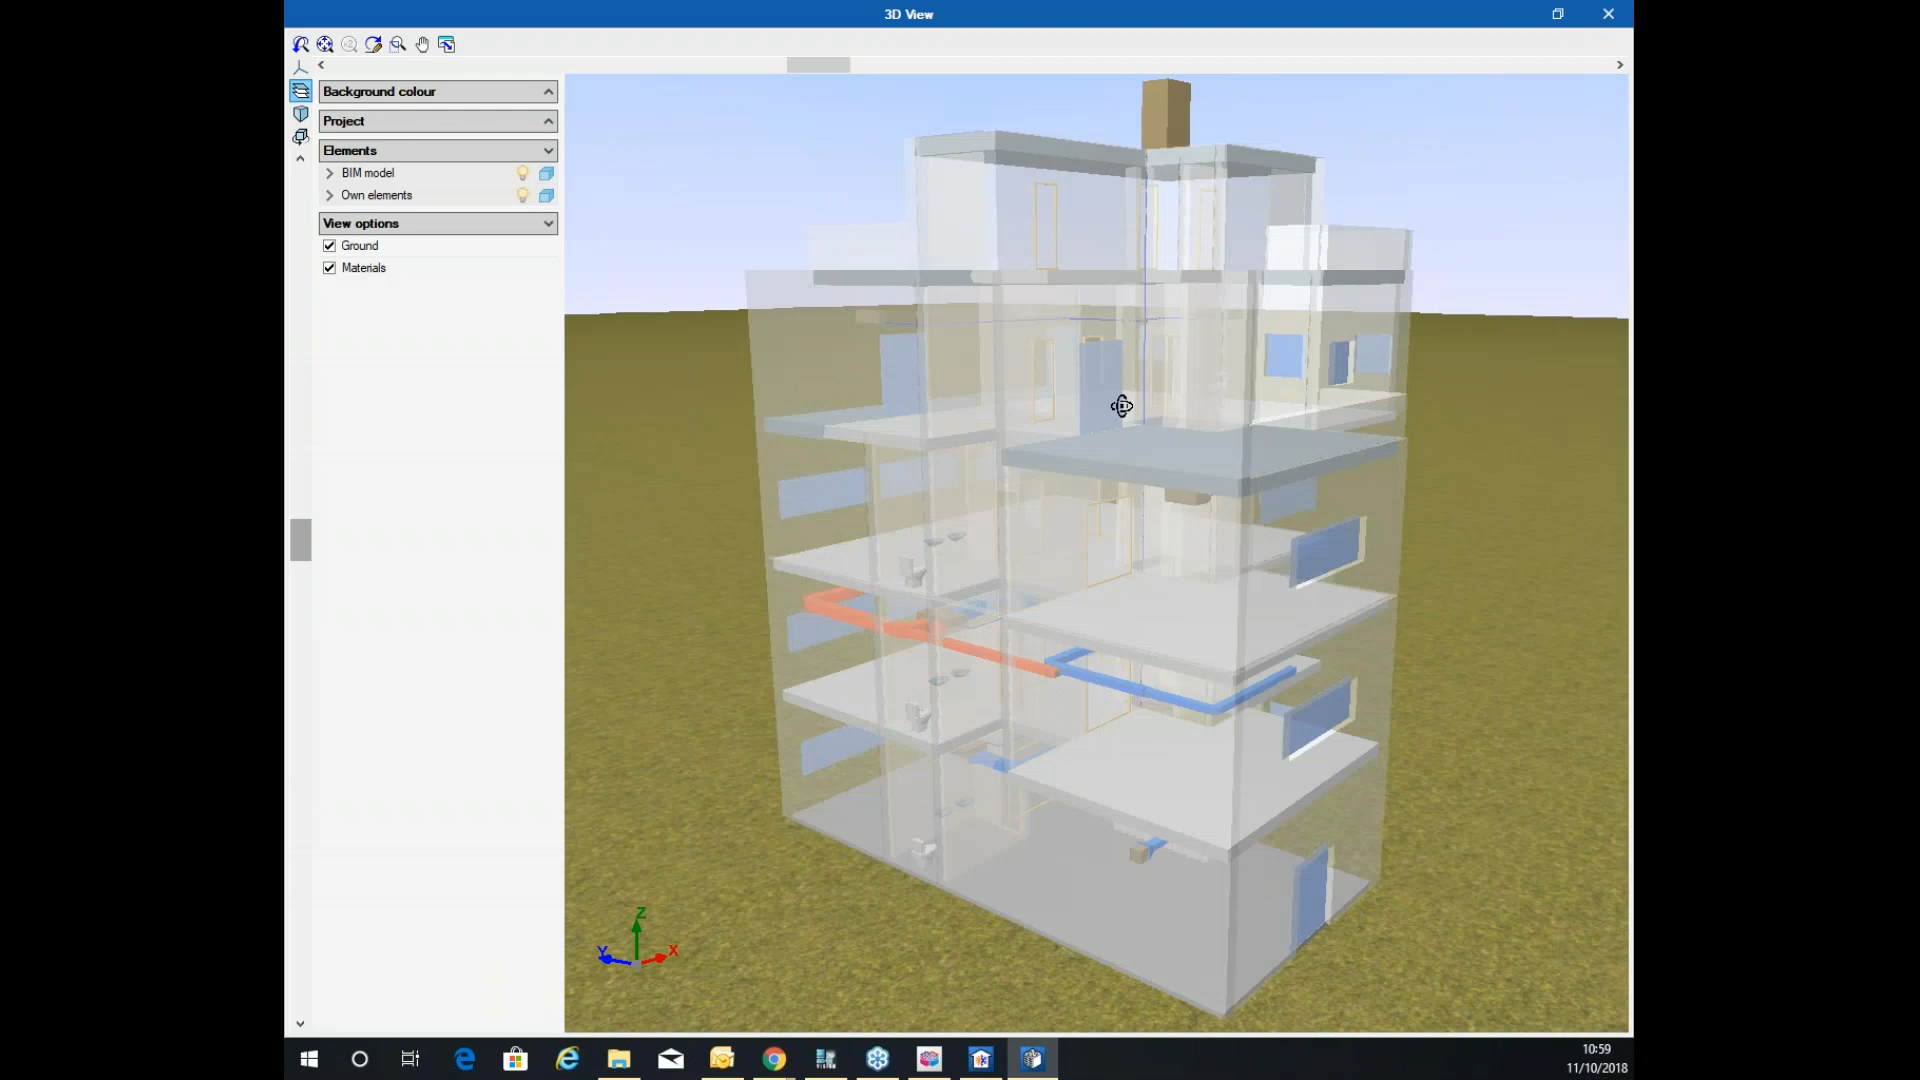 3D View
Background colour
Project
Elements
BIM model
Own elements
View options
Ground
Materials
Z
Y
X
10:59
11/10/2018